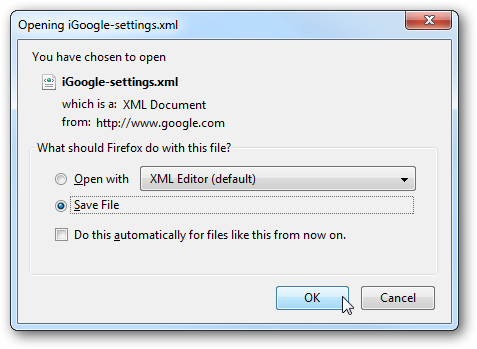 Opening iGoogle-settings.xml
You have chosen to open
iGoogle-settings.xml
which is a: XML Document
from: http://www.google.com
What should Firefox do with this file?
Open with XML Editor (default)
Save File
Do this automatically for files like this from now on.
OK Cancel